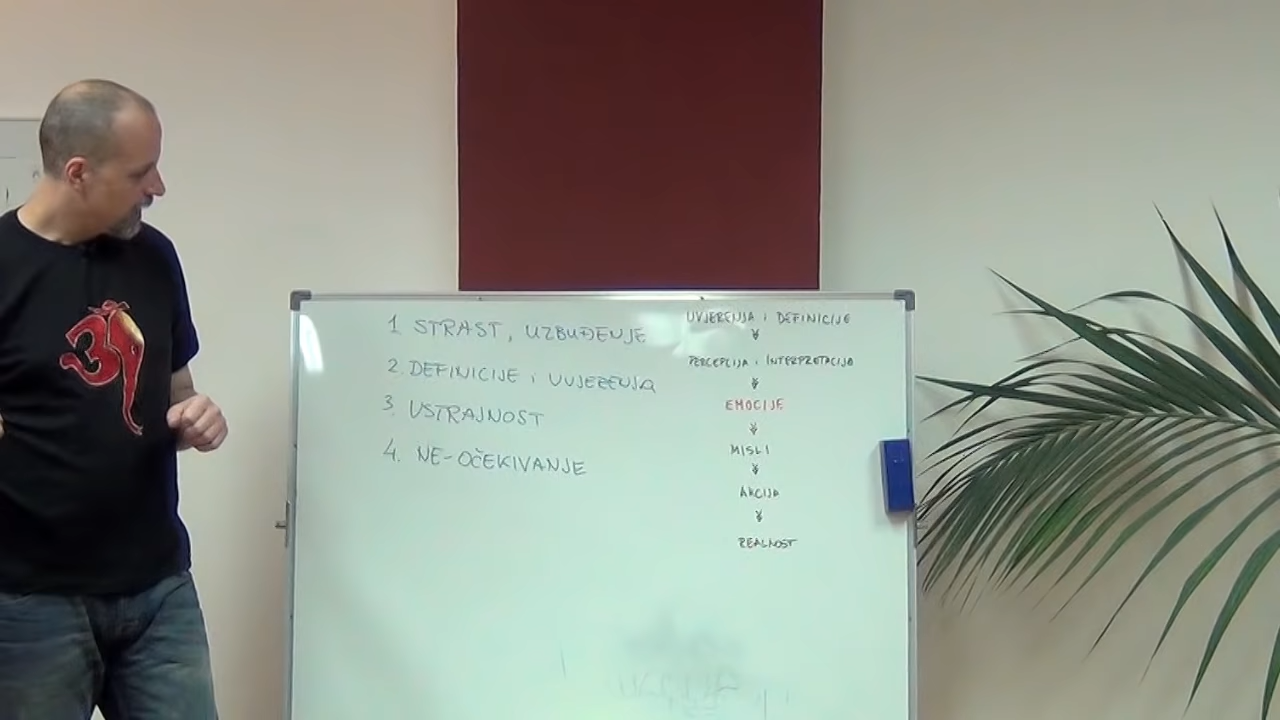 1. STRAST, UZBUĐENJE
2. DEFINICIJE I UVJERENJA
3. USTRAJNOST
4. NE-OČEKIVANJE
UVJERENJA I DEFINICIJE
PERCEPCIJA I INTERPRETACIJA
EMOCIJE
MISLI
AKCIJA
REALNOST